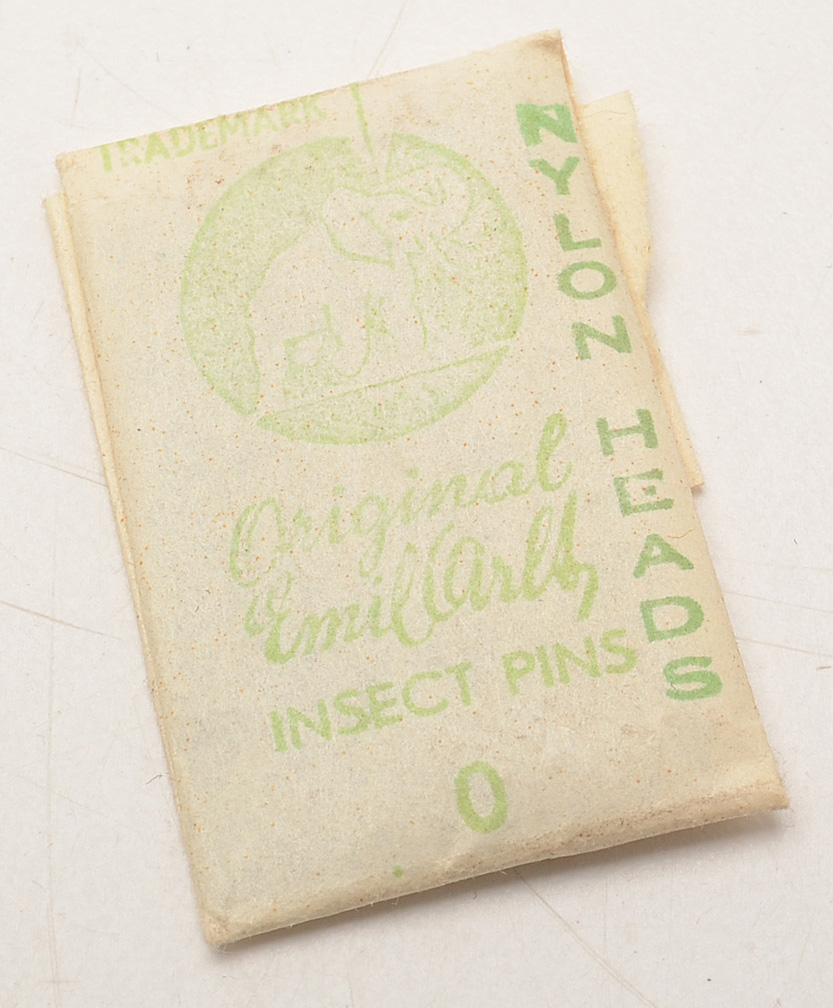 TRADEMARK
Original
Emil Arlt
INSECT PINS
0
NYLON HEADS